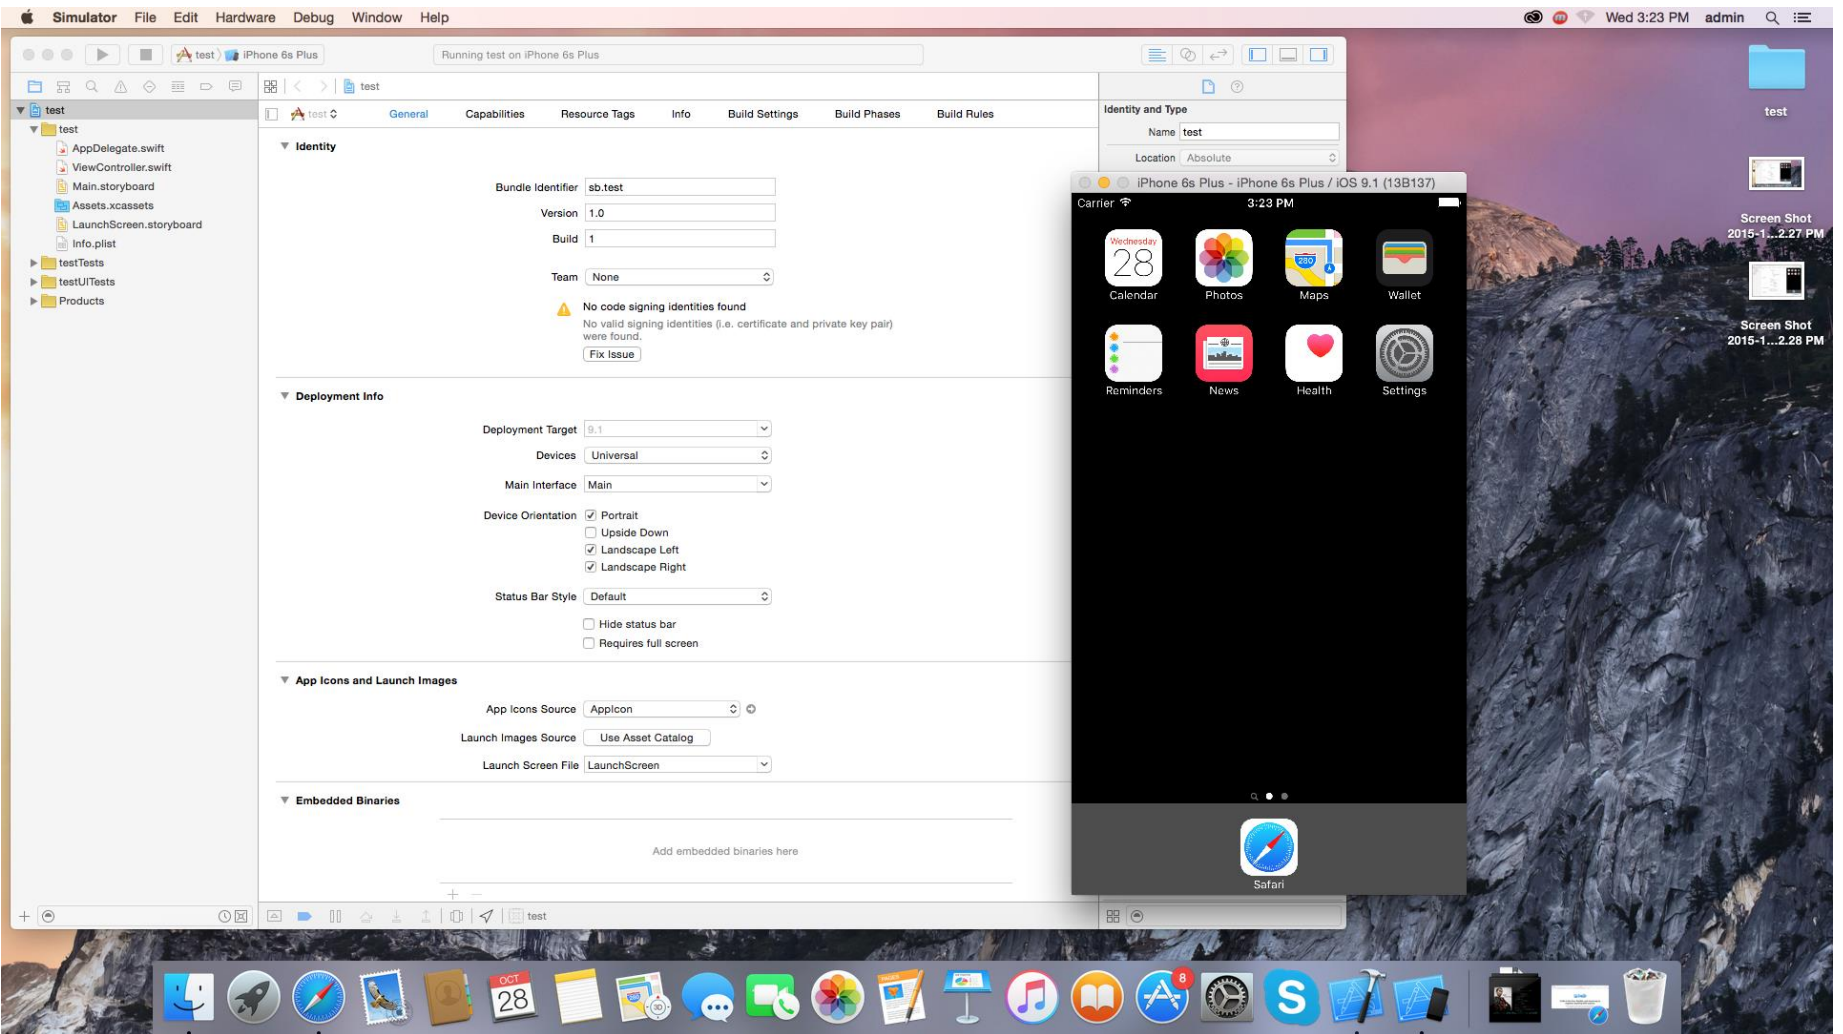 Simulator File Edit Hardware Debug Window Help
Wed 3:23 PM admin
test iPhone 6s Plus
Running test on iPhone 6s Plus
test
test
test
AppDelegate.swift
ViewController.swift
Main.storyboard
Assets.xcassets
LaunchScreen.storyboard
Info.plist
testTests
testUITests
Products
test General Capabilities Resource Tags Info Build Settings Build Phases Build Rules
Identity
Bundle Identifier sb.test
Version 1.0
Build 1
Team None
No code signing identities found
No valid signing identities (i.e. certificate and private key pair)
were found.
Fix Issue
Deployment Info
Deployment Target 9.1
Devices Universal
Main Interface Main
Device Orientation Portrait
Upside Down
Landscape Left
Landscape Right
Status Bar Style Default
Hide status bar
Requires full screen
App Icons and Launch Images
App Icons Source AppIcon
Launch Images Source Use Asset Catalog
Launch Screen File LaunchScreen
Embedded Binaries
Add embedded binaries here
test
Identity and Type
Name test
Location Absolute
iPhone 6s Plus - iPhone 6s Plus / iOS 9.1 (13B137)
Carrier 3:23 PM
Wednesday
28
280
Calendar Photos Maps Wallet
Reminders News Health Settings
Safari
test
Screen Shot
2015-1...2.27 PM
Screen Shot
2015-1...2.28 PM
OCT
28
3D
PAGES
8
S